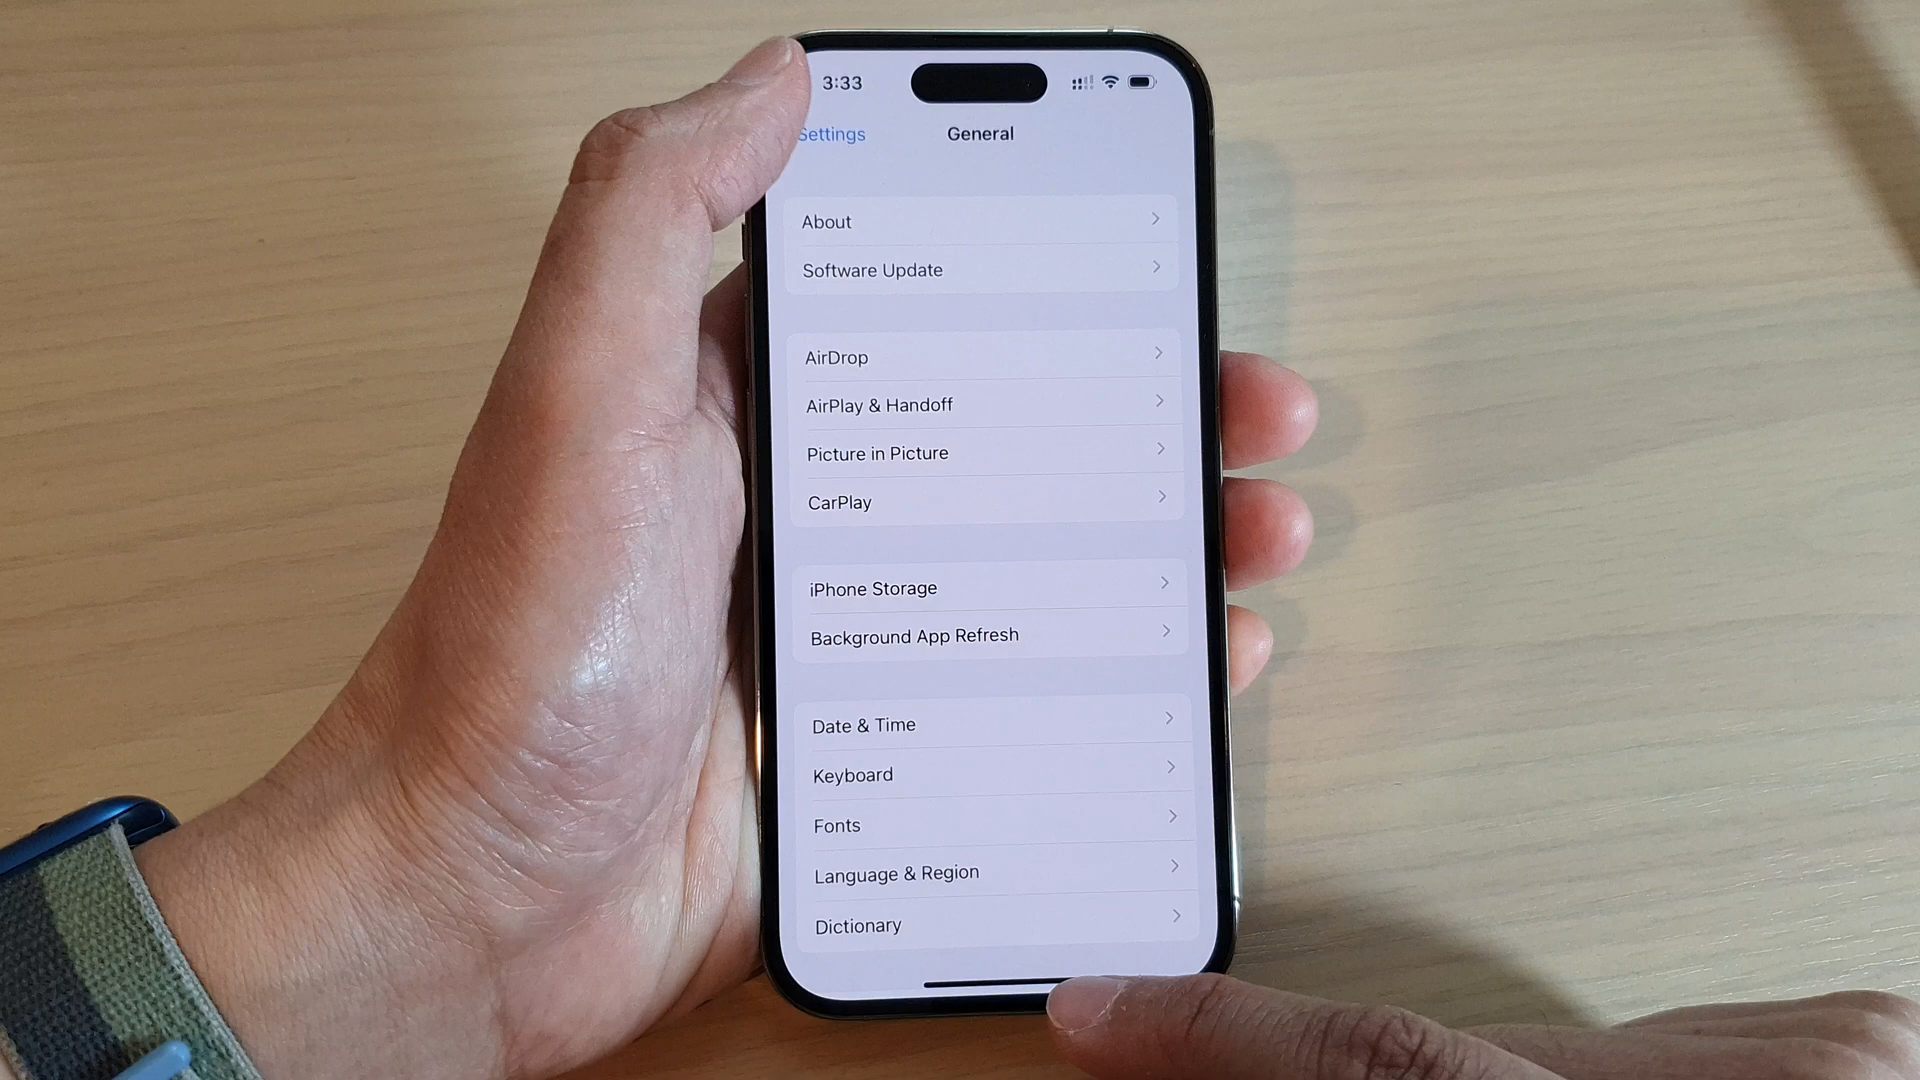 3:33
Settings
General
About
Software Update
AirDrop
AirPlay & Handoff
Picture in Picture
CarPlay
iPhone Storage
Background App Refresh
Date & Time
Keyboard
Fonts
Language & Region
Dictionary